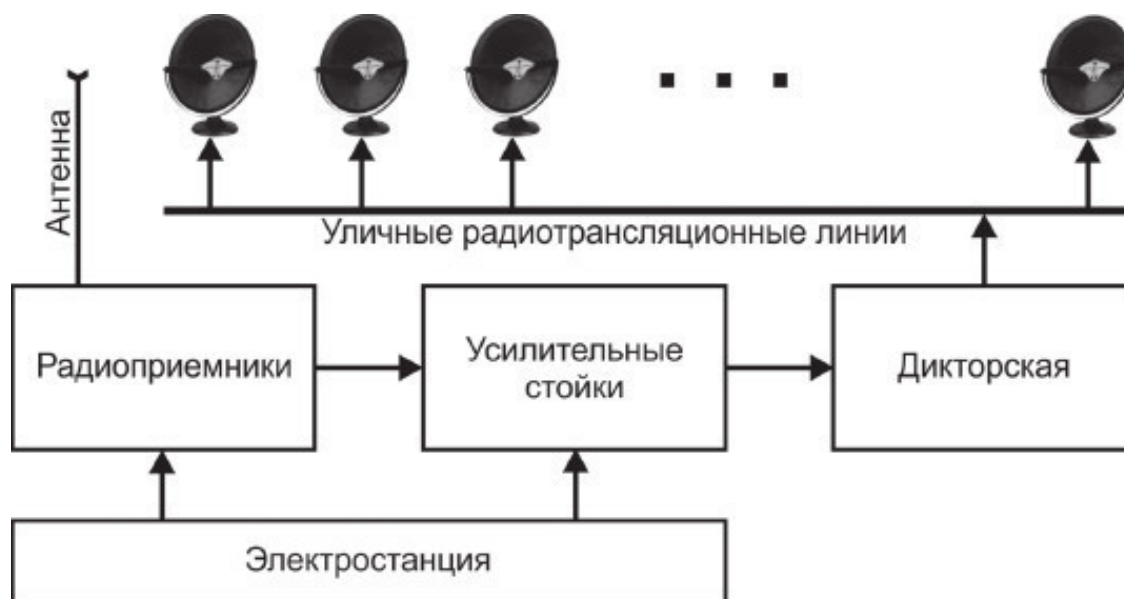 Антенна
Уличные радиотрансляционные линии
Радиоприемники
Усилительные
стойки
Дикторская
Электростанция